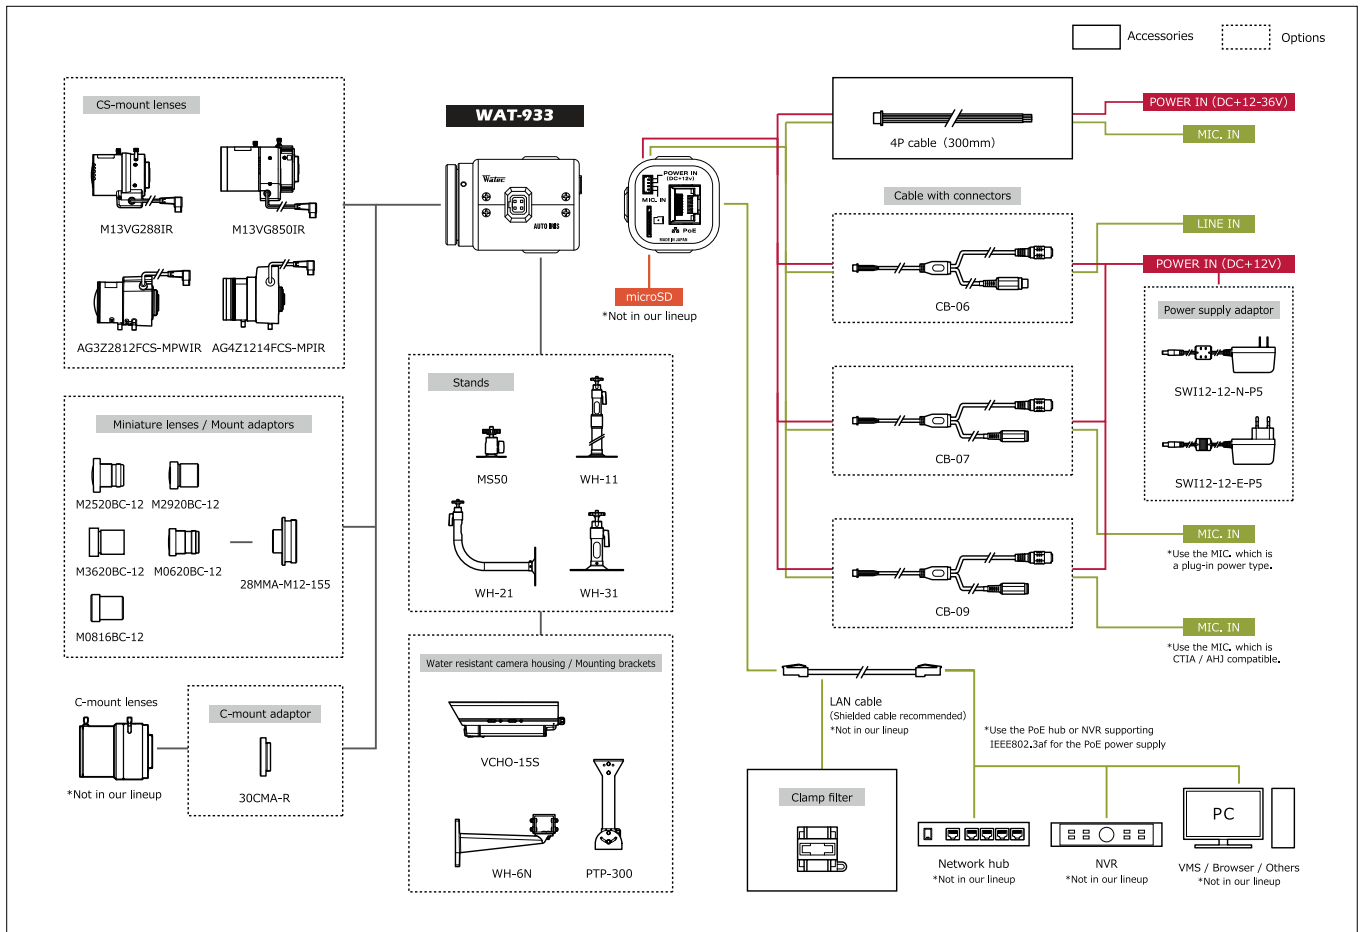 Accessories
Options
CS-mount lenses
M13VG288IR
M13VG850IR
AG3Z2812FCS-MPWIR
AG4Z1214FCS-MPIR
Miniature lenses / Mount adaptors
M2520BC-12
M2920BC-12
M3620BC-12
M0620BC-12
28MMA-M12-155
M0816BC-12
C-mount lenses
*Not in our lineup
C-mount adaptor
30CMA-R
WAT-933
Watec
AUTO IRIS
POWER IN
(DC+12V)
MIC. IN
PoE
MADE IN JAPAN
microSD
*Not in our lineup
Stands
MS50
WH-11
WH-21
WH-31
Water resistant camera housing / Mounting brackets
VCHO-15S
WH-6N
PTP-300
4P cable (300mm)
POWER IN (DC+12-36V)
MIC. IN
Cable with connectors
CB-06
CB-07
CB-09
LINE IN
POWER IN (DC+12V)
Power supply adaptor
SWI12-12-N-P5
SWI12-12-E-P5
MIC. IN
*Use the MIC. which is
a plug-in power type.
MIC. IN
*Use the MIC. which is
CTIA / AHJ compatible.
LAN cable
(Shielded cable recommended)
*Not in our lineup
*Use the PoE hub or NVR supporting
IEEE802.3af for the PoE power supply
Clamp filter
Network hub
*Not in our lineup
NVR
*Not in our lineup
PC
VMS / Browser / Others
*Not in our lineup